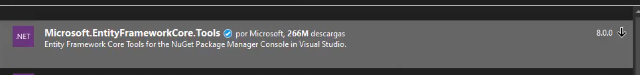 .NET
Microsoft.EntityFrameworkCore.Tools por Microsoft, 266M descargas 8.0.0
Entity Framework Core Tools for the NuGet Package Manager Console in Visual Studio.